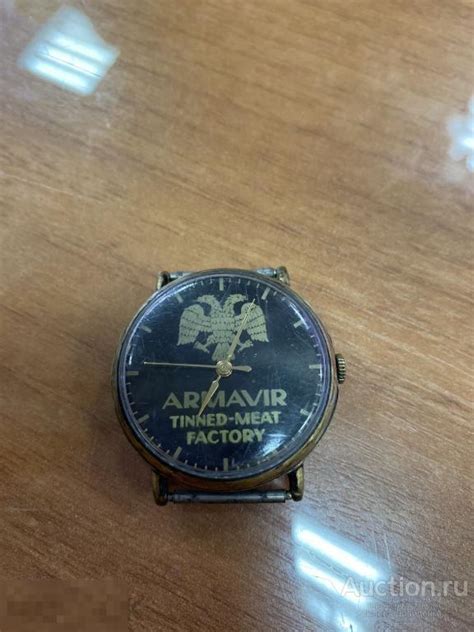 ARMAVIR
TINNED-MEAT
FACTORY
Auction.ru